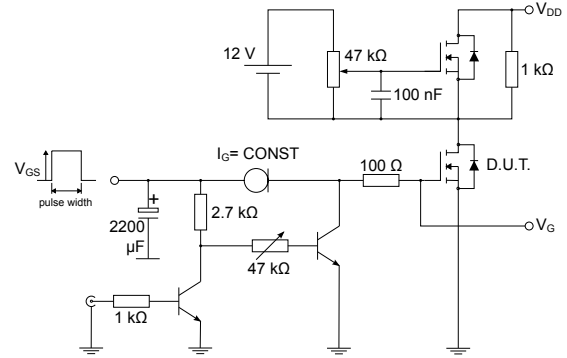 V_DD
12 V
47 kΩ
1 kΩ
100 nF
I_G= CONST
100 Ω
D.U.T.
V_GS
pulse width
+
2200
µF
2.7 kΩ
47 kΩ
V_G
1 kΩ